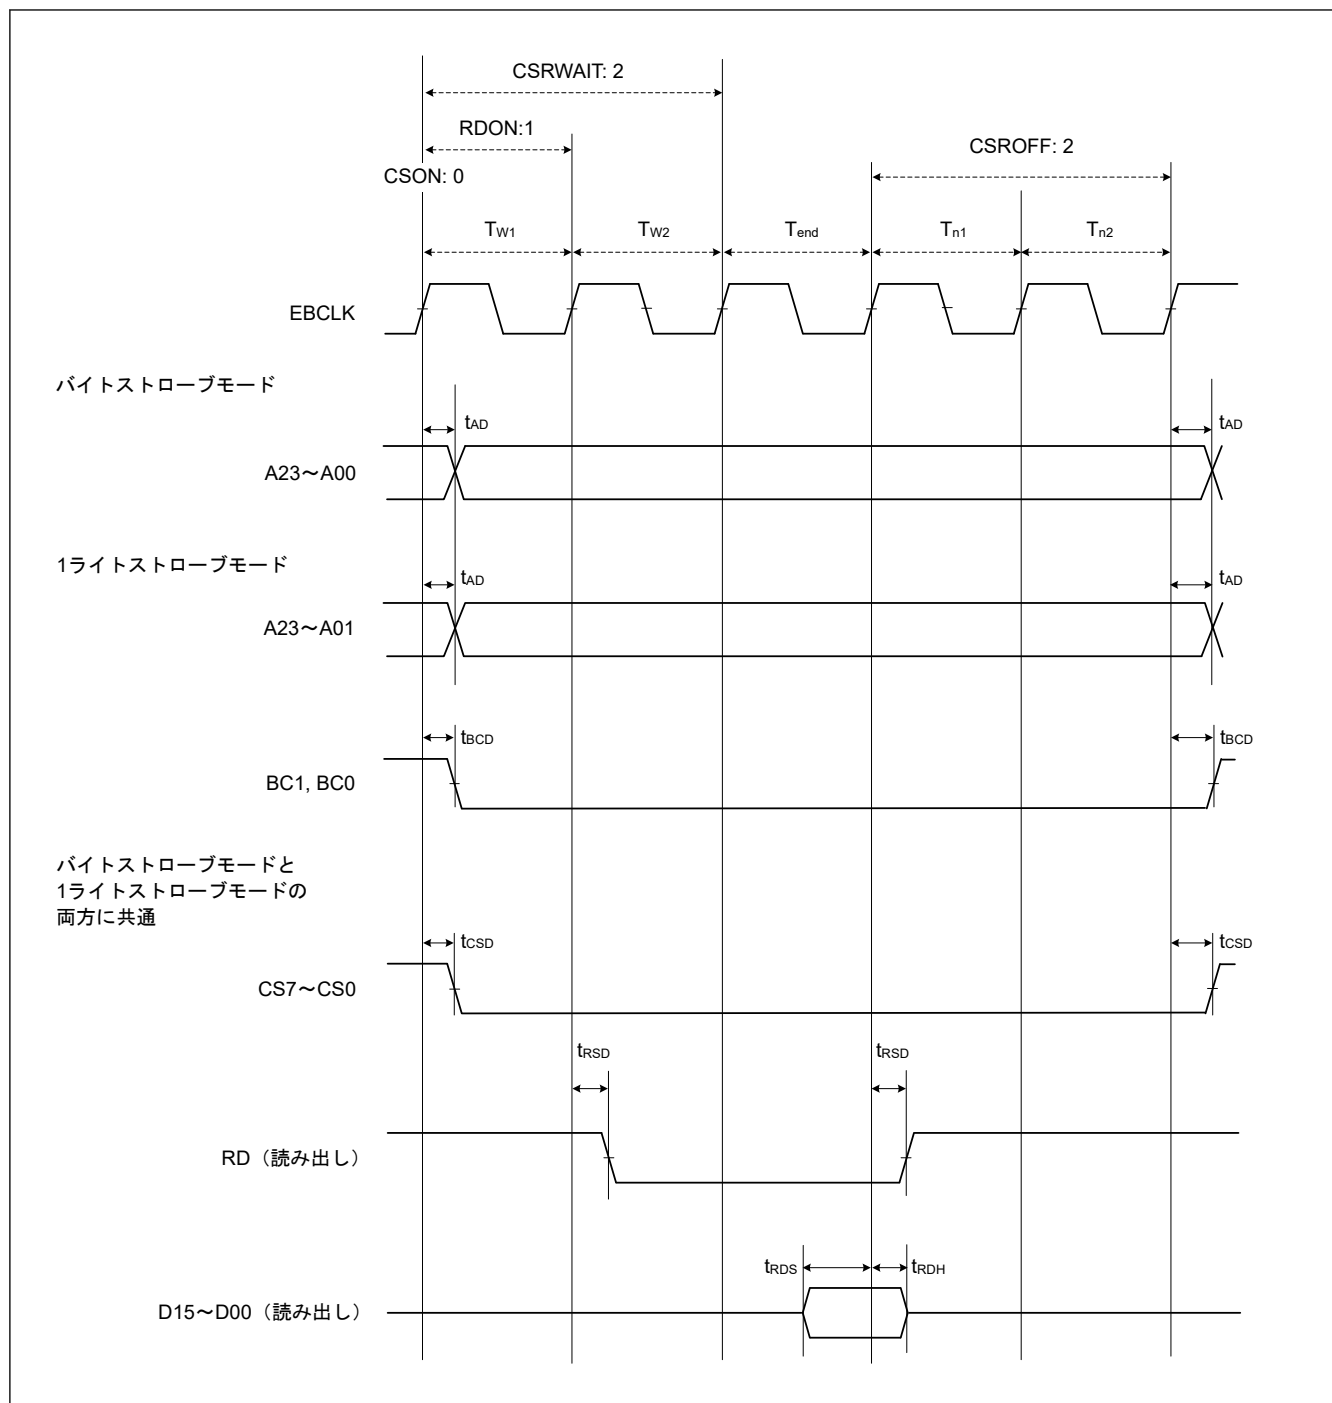 CSRWAIT: 2
RDON:1
CSROFF: 2
CSON: 0
TW1
TW2
Tend
Tn1
Tn2
EBCLK
バイトストローブモード
tAD
tAD
A23～A00
1ライトストローブモード
tAD
tAD
A23～A01
tBCD
tBCD
BC1, BC0
バイトストローブモードと
1ライトストローブモードの
両方に共通
tCSD
tCSD
CS7～CS0
tRSD
tRSD
RD（読み出し）
tRDS
tRDH
D15～D00（読み出し）